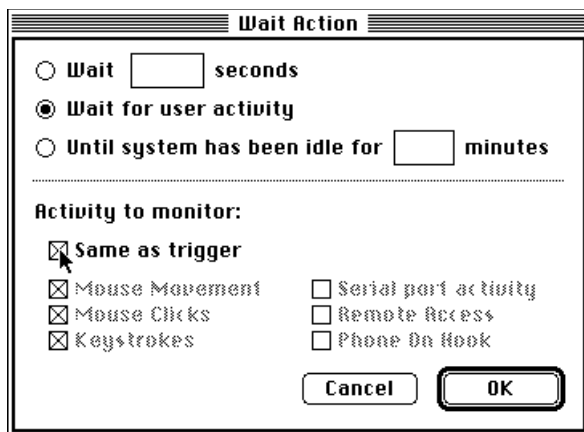 Wait Action
Wait seconds
Wait for user activity
Until system has been idle for minutes
Activity to monitor:
Same as trigger
Mouse Movement Serial port activity
Mouse Clicks Remote Access
Keystrokes Phone On Hook
Cancel OK